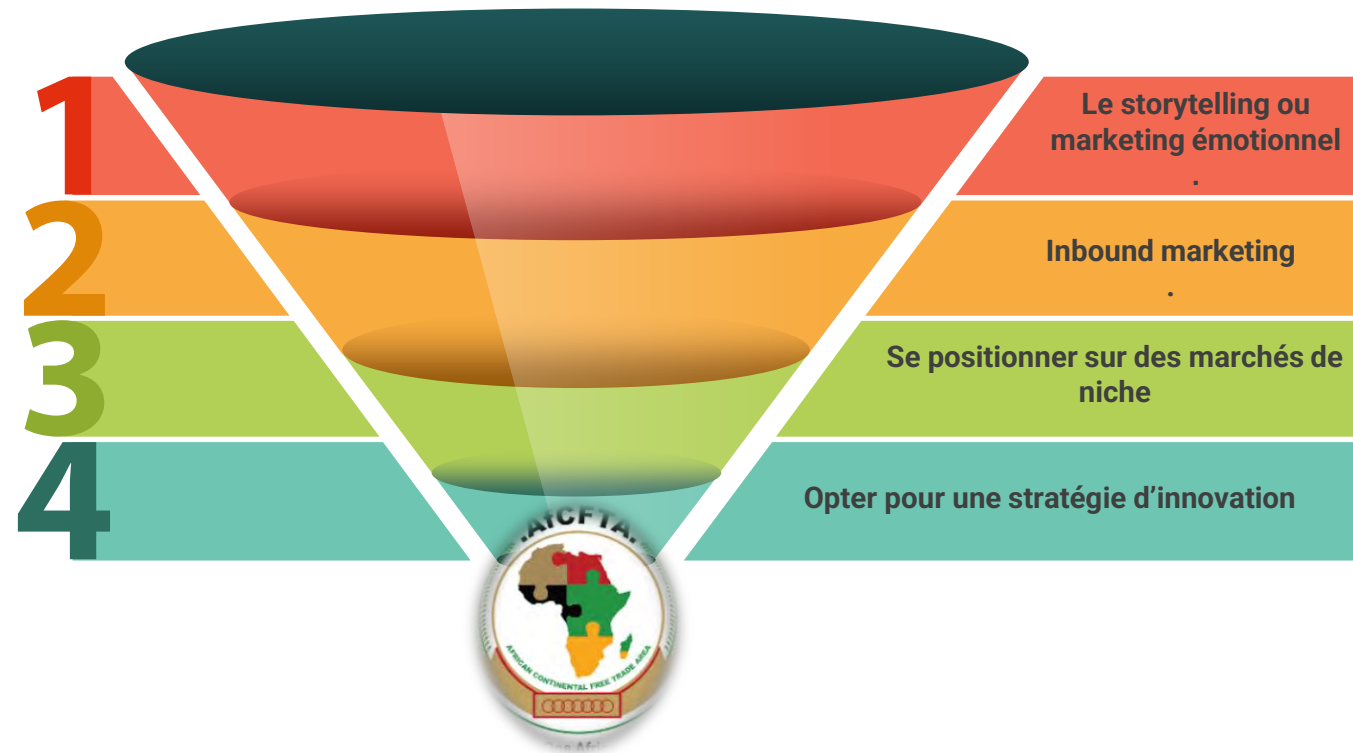 1
Le storytelling ou
marketing émotionnel
.
2
Inbound marketing
.
3
Se positionner sur des marchés de
niche
4
Opter pour une stratégie d’innovation
AfCFTA
AFRICAN CONTINENTAL FREE TRADE AREA